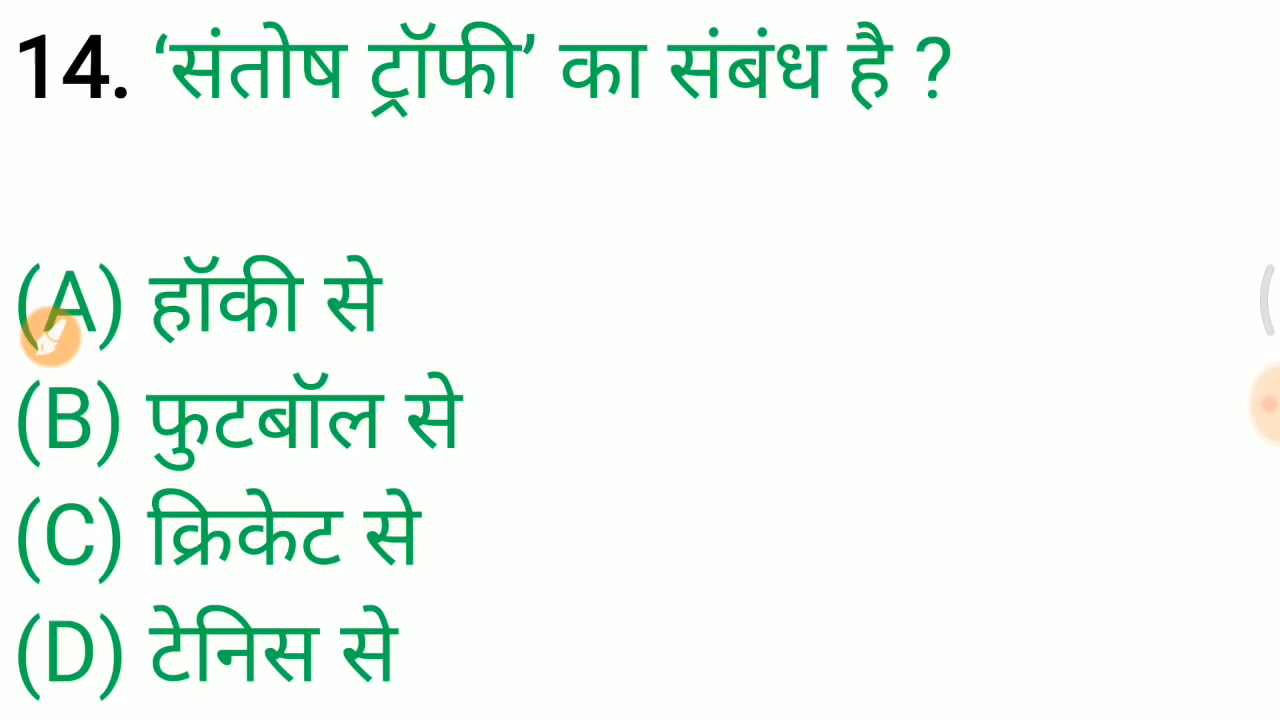 14. ‘संतोष ट्रॉफी’ का संबंध है ?
(A) हॉकी से
(B) फुटबॉल से
(C) क्रिकेट से
(D) टेनिस से